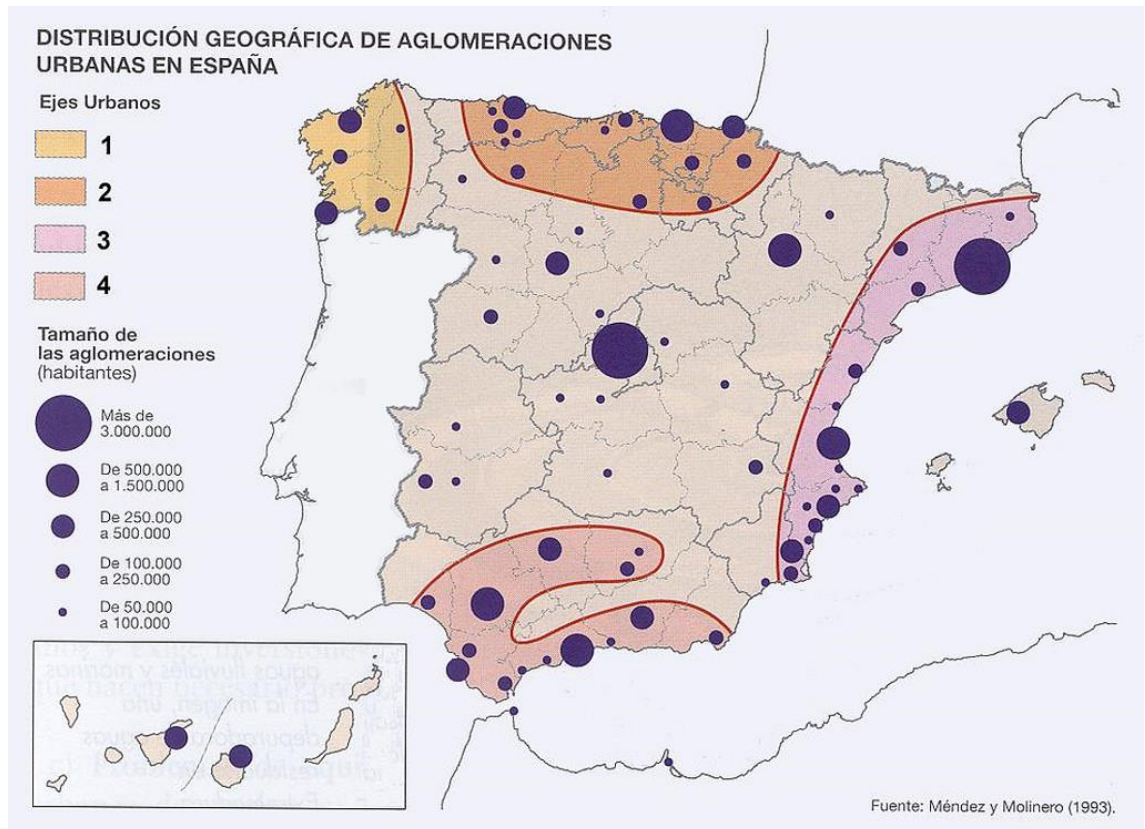 DISTRIBUCIÓN GEOGRÁFICA DE AGLOMERACIONES
URBANAS EN ESPAÑA
Ejes Urbanos
1
2
3
4
Tamaño de
las aglomeraciones
(habitantes)
Más de
3.000.000
De 500.000
a 1.500.000
De 250.000
a 500.000
De 100.000
a 250.000
De 50.000
a 100.000
Fuente: Méndez y Molinero (1993).